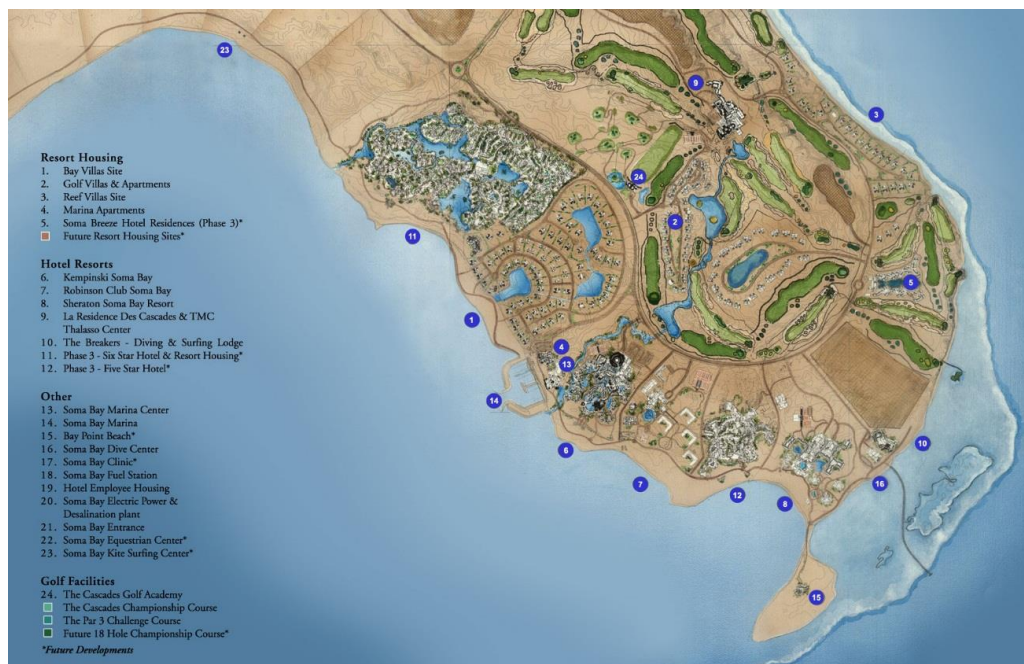 23
9
3
24
2
11
5
1
4
13
14
10
6
7
12
8
16
15
Resort Housing
1. Bay Villas Site
2. Golf Villas & Apartments
3. Reef Villas Site
4. Marina Apartments
5. Soma Breeze Hotel Residences (Phase 3)*
Future Resort Housing Sites*
Hotel Resorts
6. Kempinski Soma Bay
7. Robinson Club Soma Bay
8. Sheraton Soma Bay Resort
9. La Residence Des Cascades & TMC
Thalasso Center
10. The Breakers - Diving & Surfing Lodge
11. Phase 3 - Six Star Hotel & Resort Housing*
12. Phase 3 - Five Star Hotel*
Other
13. Soma Bay Marina Center
14. Soma Bay Marina
15. Bay Point Beach*
16. Soma Bay Dive Center
17. Soma Bay Clinic*
18. Soma Bay Fuel Station
19. Hotel Employee Housing
20. Soma Bay Electric Power &
Desalination plant
21. Soma Bay Entrance
22. Soma Bay Equestrian Center*
23. Soma Bay Kite Surfing Center*
Golf Facilities
24. The Cascades Golf Academy
The Cascades Championship Course
The Par 3 Challenge Course
Future 18 Hole Championship Course*
*Future Developments